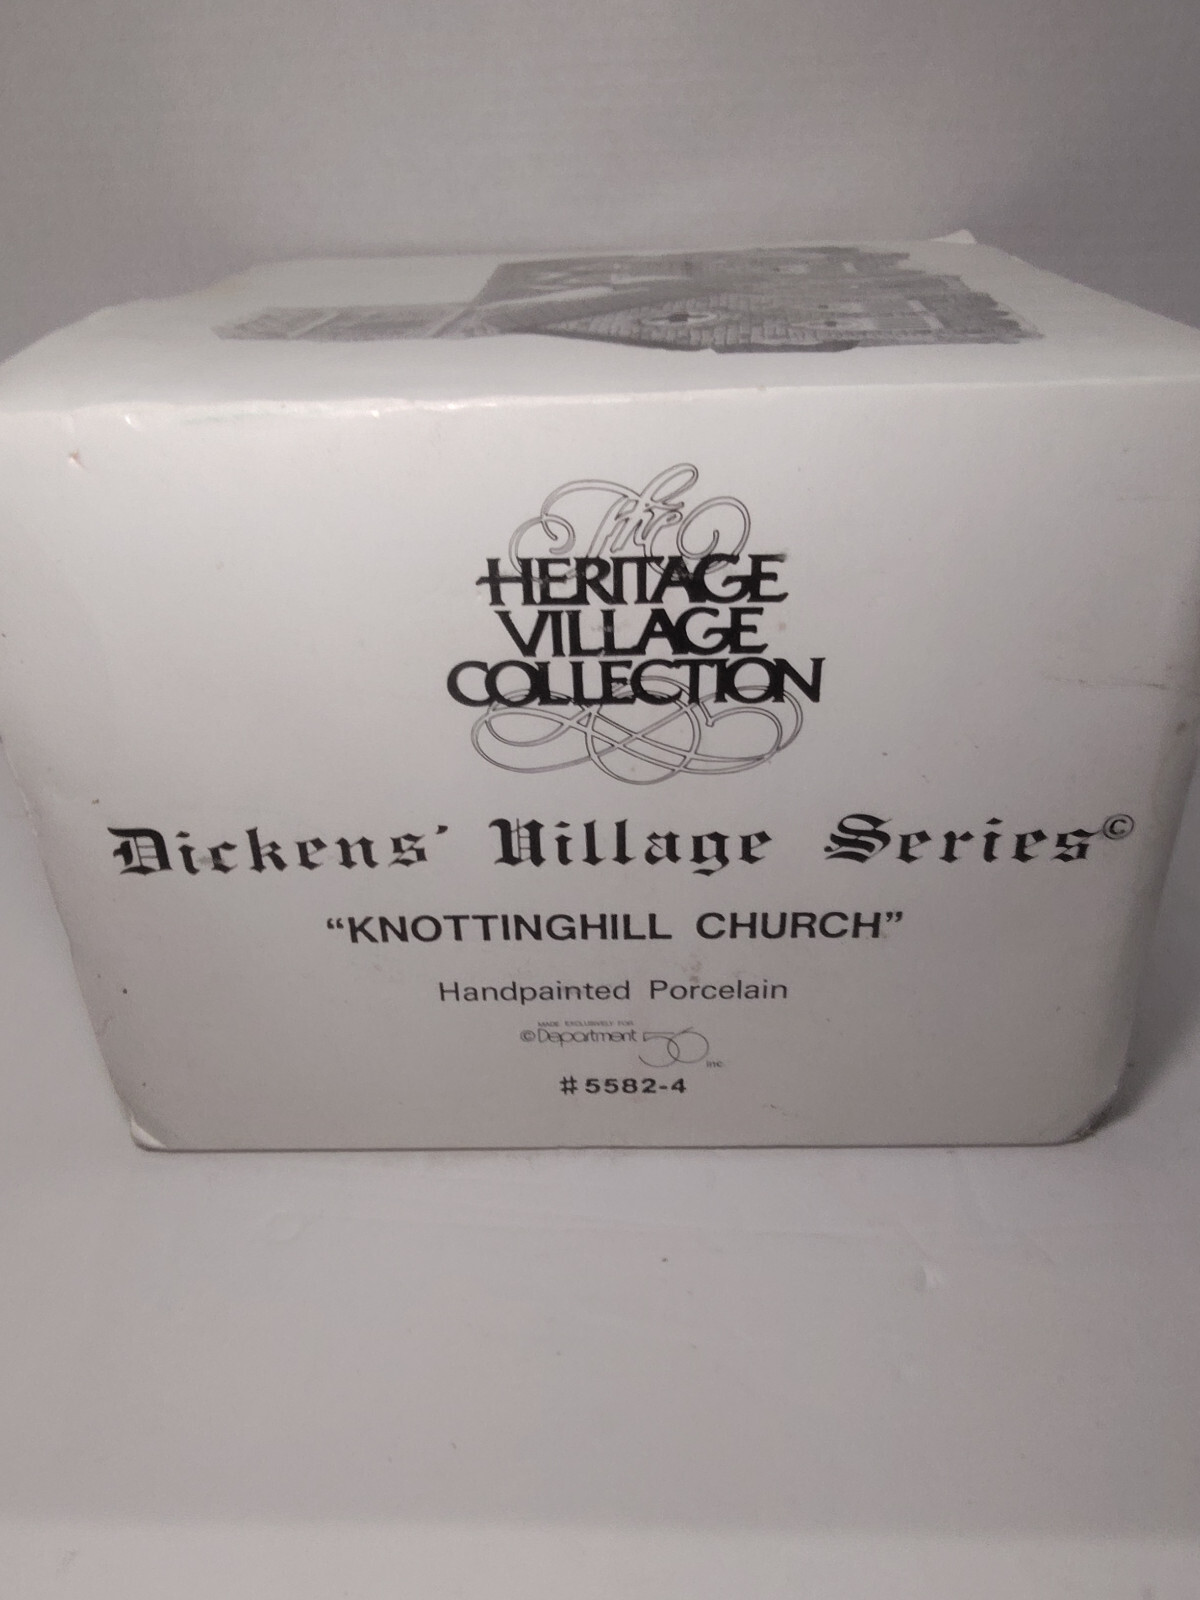 The
HERITAGE
VILLAGE
COLLECTION
Dickens' Village Series©
“KNOTTINGHILL CHURCH”
Handpainted Porcelain
MADE EXCLUSIVELY FOR
©Department 56 inc.
#5582-4